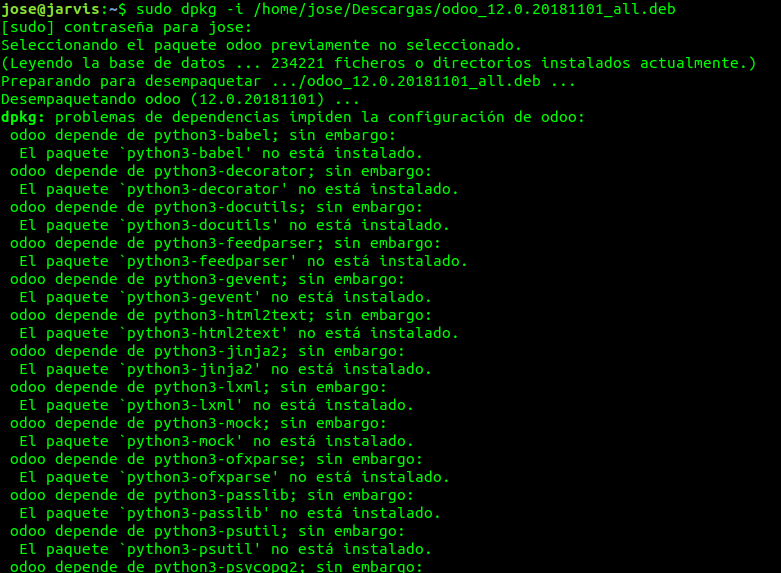 jose@jarvis:~$ sudo dpkg -i /home/jose/Descargas/odoo_12.0.20181101_all.deb
[sudo] contraseña para jose:
Seleccionando el paquete odoo previamente no seleccionado.
(Leyendo la base de datos ... 234221 ficheros o directorios instalados actualmente.)
Preparando para desempaquetar .../odoo_12.0.20181101_all.deb ...
Desempaquetando odoo (12.0.20181101) ...
dpkg: problemas de dependencias impiden la configuración de odoo:
 odoo depende de python3-babel; sin embargo:
  El paquete `python3-babel' no está instalado.
 odoo depende de python3-decorator; sin embargo:
  El paquete `python3-decorator' no está instalado.
 odoo depende de python3-docutils; sin embargo:
  El paquete `python3-docutils' no está instalado.
 odoo depende de python3-feedparser; sin embargo:
  El paquete `python3-feedparser' no está instalado.
 odoo depende de python3-gevent; sin embargo:
  El paquete `python3-gevent' no está instalado.
 odoo depende de python3-html2text; sin embargo:
  El paquete `python3-html2text' no está instalado.
 odoo depende de python3-jinja2; sin embargo:
  El paquete `python3-jinja2' no está instalado.
 odoo depende de python3-lxml; sin embargo:
  El paquete `python3-lxml' no está instalado.
 odoo depende de python3-mock; sin embargo:
  El paquete `python3-mock' no está instalado.
 odoo depende de python3-ofxparse; sin embargo:
  El paquete `python3-ofxparse' no está instalado.
 odoo depende de python3-passlib; sin embargo:
  El paquete `python3-passlib' no está instalado.
 odoo depende de python3-psutil; sin embargo:
  El paquete `python3-psutil' no está instalado.
 odoo depende de python3-psycopg2; sin embargo: